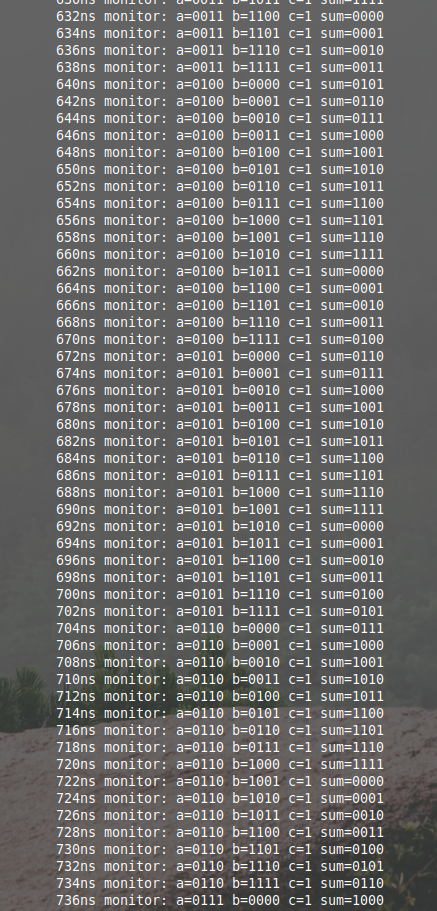 630ns monitor: a=0011 b=1011 c=1 sum=1111
632ns monitor: a=0011 b=1100 c=1 sum=0000
634ns monitor: a=0011 b=1101 c=1 sum=0001
636ns monitor: a=0011 b=1110 c=1 sum=0010
638ns monitor: a=0011 b=1111 c=1 sum=0011
640ns monitor: a=0100 b=0000 c=1 sum=0101
642ns monitor: a=0100 b=0001 c=1 sum=0110
644ns monitor: a=0100 b=0010 c=1 sum=0111
646ns monitor: a=0100 b=0011 c=1 sum=1000
648ns monitor: a=0100 b=0100 c=1 sum=1001
650ns monitor: a=0100 b=0101 c=1 sum=1010
652ns monitor: a=0100 b=0110 c=1 sum=1011
654ns monitor: a=0100 b=0111 c=1 sum=1100
656ns monitor: a=0100 b=1000 c=1 sum=1101
658ns monitor: a=0100 b=1001 c=1 sum=1110
660ns monitor: a=0100 b=1010 c=1 sum=1111
662ns monitor: a=0100 b=1011 c=1 sum=0000
664ns monitor: a=0100 b=1100 c=1 sum=0001
666ns monitor: a=0100 b=1101 c=1 sum=0010
668ns monitor: a=0100 b=1110 c=1 sum=0011
670ns monitor: a=0100 b=1111 c=1 sum=0100
672ns monitor: a=0101 b=0000 c=1 sum=0110
674ns monitor: a=0101 b=0001 c=1 sum=0111
676ns monitor: a=0101 b=0010 c=1 sum=1000
678ns monitor: a=0101 b=0011 c=1 sum=1001
680ns monitor: a=0101 b=0100 c=1 sum=1010
682ns monitor: a=0101 b=0101 c=1 sum=1011
684ns monitor: a=0101 b=0110 c=1 sum=1100
686ns monitor: a=0101 b=0111 c=1 sum=1101
688ns monitor: a=0101 b=1000 c=1 sum=1110
690ns monitor: a=0101 b=1001 c=1 sum=1111
692ns monitor: a=0101 b=1010 c=1 sum=0000
694ns monitor: a=0101 b=1011 c=1 sum=0001
696ns monitor: a=0101 b=1100 c=1 sum=0010
698ns monitor: a=0101 b=1101 c=1 sum=0011
700ns monitor: a=0101 b=1110 c=1 sum=0100
702ns monitor: a=0101 b=1111 c=1 sum=0101
704ns monitor: a=0110 b=0000 c=1 sum=0111
706ns monitor: a=0110 b=0001 c=1 sum=1000
708ns monitor: a=0110 b=0010 c=1 sum=1001
710ns monitor: a=0110 b=0011 c=1 sum=1010
712ns monitor: a=0110 b=0100 c=1 sum=1011
714ns monitor: a=0110 b=0101 c=1 sum=1100
716ns monitor: a=0110 b=0110 c=1 sum=1101
718ns monitor: a=0110 b=0111 c=1 sum=1110
720ns monitor: a=0110 b=1000 c=1 sum=1111
722ns monitor: a=0110 b=1001 c=1 sum=0000
724ns monitor: a=0110 b=1010 c=1 sum=0001
726ns monitor: a=0110 b=1011 c=1 sum=0010
728ns monitor: a=0110 b=1100 c=1 sum=0011
730ns monitor: a=0110 b=1101 c=1 sum=0100
732ns monitor: a=0110 b=1110 c=1 sum=0101
734ns monitor: a=0110 b=1111 c=1 sum=0110
736ns monitor: a=0111 b=0000 c=1 sum=1000